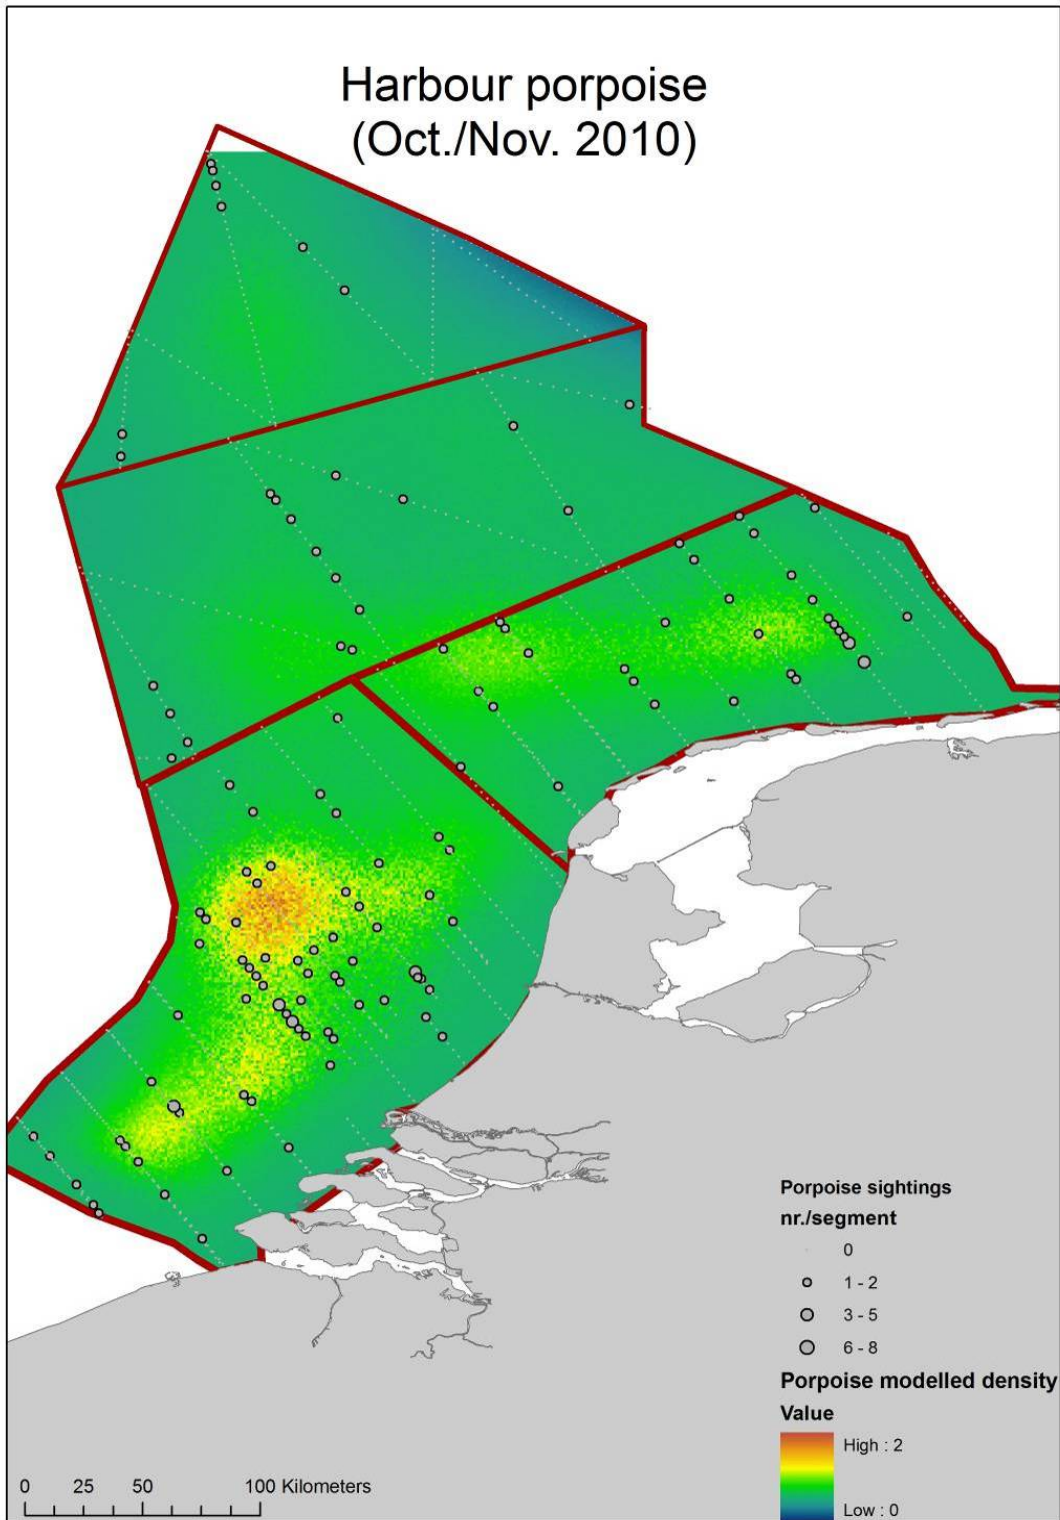 Harbour porpoise
(Oct./Nov. 2010)
Porpoise sightings
nr./segment
0
1 - 2
3 - 5
6 - 8
Porpoise modelled density
Value
High : 2
Low : 0
0 25 50 100 Kilometers